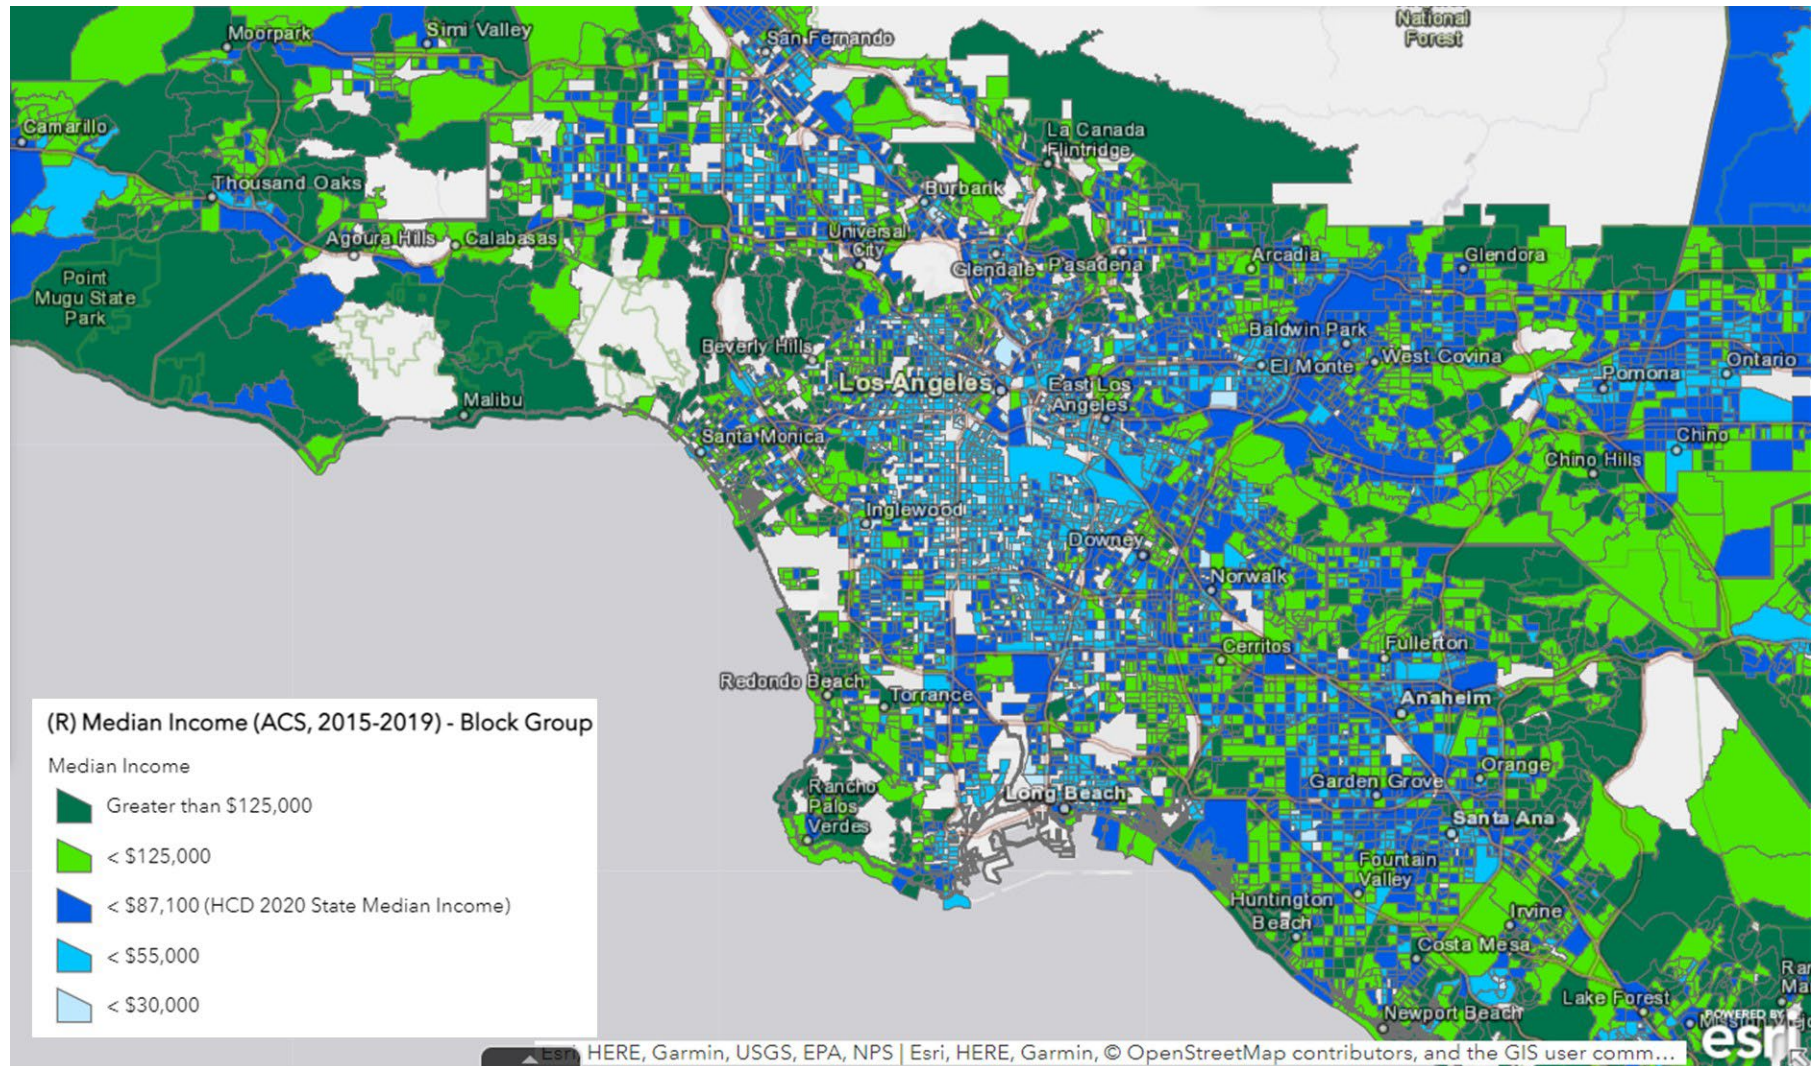 National
Forest
Moorpark
Simi Valley
San Fernando
Camarillo
La Canada
Flintridge
Thousand Oaks
Burbank
Agoura Hills
Calabasas
Universal
City
Glendale
Pasadena
Arcadia
Glendora
Point
Mugu State
Park
Beverly Hills
Baldwin Park
El Monte
West Covina
Ontario
Los Angeles
East Los
Angeles
Pomona
Malibu
Santa Monica
Chino
Chino Hills
Inglewood
Downey
Norwalk
Cerritos
Fullerton
Redondo Beach
Torrance
Anaheim
Rancho
Palos
Verdes
Long Beach
Garden Grove
Orange
Santa Ana
Fountain
Valley
Huntington
Beach
Irvine
Costa Mesa
Lake Forest
Newport Beach
(R) Median Income (ACS, 2015-2019) - Block Group
Median Income
Greater than $125,000
< $125,000
< $87,100 (HCD 2020 State Median Income)
< $55,000
< $30,000
Esri, HERE, Garmin, USGS, EPA, NPS | Esri, HERE, Garmin, © OpenStreetMap contributors, and the GIS user comm…
POWERED BY
esri